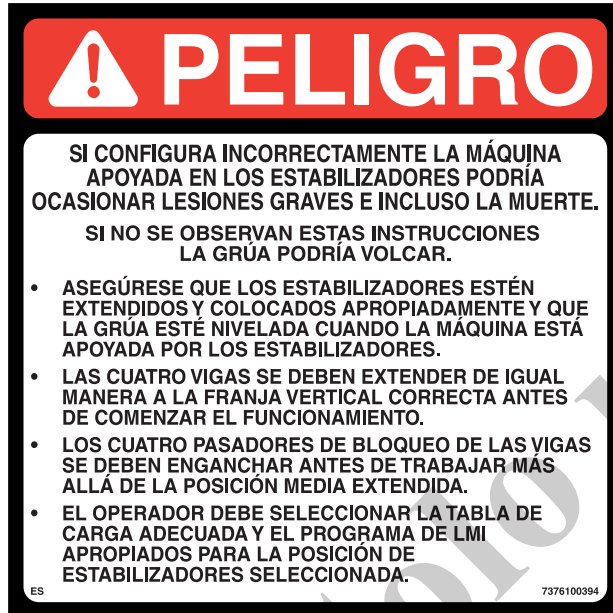 PELIGRO
SI CONFIGURA INCORRECTAMENTE LA MÁQUINA
APOYADA EN LOS ESTABILIZADORES PODRÍA
OCASIONAR LESIONES GRAVES E INCLUSO LA MUERTE.
SI NO SE OBSERVAN ESTAS INSTRUCCIONES
LA GRÚA PODRÍA VOLCAR.
• ASEGÚRESE QUE LOS ESTABILIZADORES ESTÉN
EXTENDIDOS Y COLOCADOS APROPIADAMENTE Y QUE
LA GRÚA ESTÉ NIVELADA CUANDO LA MÁQUINA ESTÁ
APOYADA POR LOS ESTABILIZADORES.
• LAS CUATRO VIGAS SE DEBEN EXTENDER DE IGUAL
MANERA A LA FRANJA VERTICAL CORRECTA ANTES
DE COMENZAR EL FUNCIONAMIENTO.
• LOS CUATRO PASADORES DE BLOQUEO DE LAS VIGAS
SE DEBEN ENGANCHAR ANTES DE TRABAJAR MÁS
ALLÁ DE LA POSICIÓN MEDIA EXTENDIDA.
• EL OPERADOR DEBE SELECCIONAR LA TABLA DE
CARGA ADECUADA Y EL PROGRAMA DE LMI
APROPIADOS PARA LA POSICIÓN DE
ESTABILIZADORES SELECCIONADA.
ES 7376100394